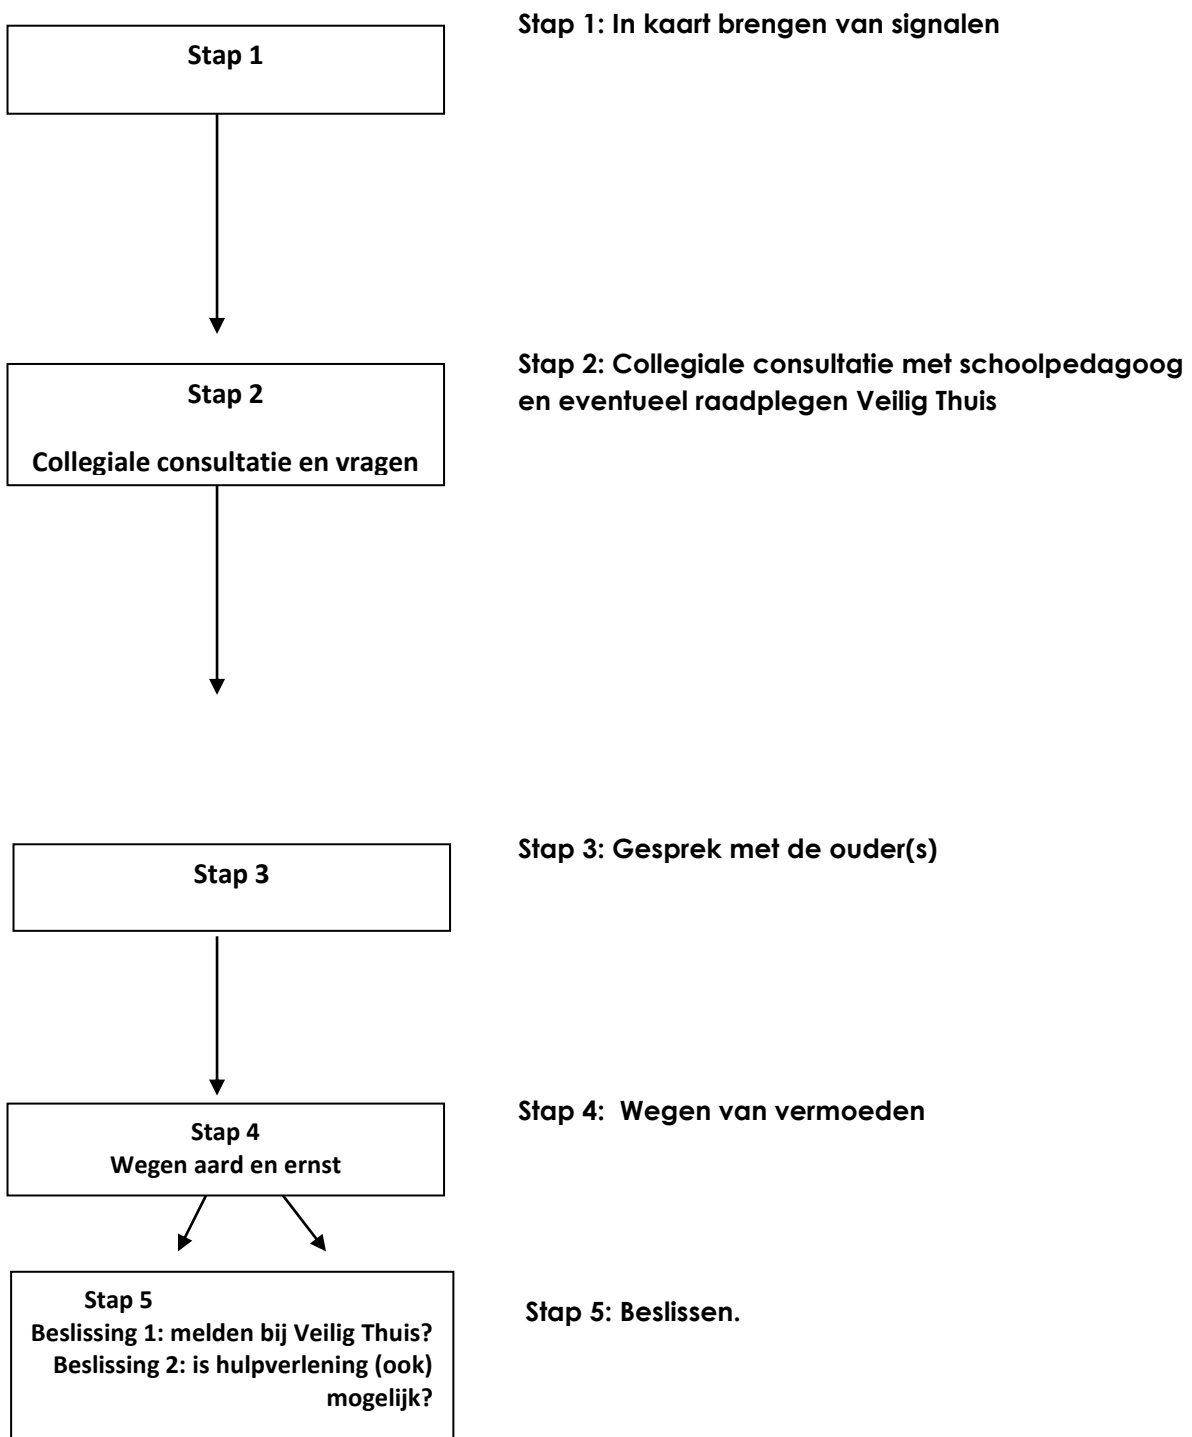 Stap 1
Stap 1: In kaart brengen van signalen
Stap 2
Collegiale consultatie en vragen
Stap 2: Collegiale consultatie met schoolpedagoog
en eventueel raadplegen Veilig Thuis
Stap 3
Stap 3: Gesprek met de ouder(s)
Stap 4
Wegen aard en ernst
Stap 4:  Wegen van vermoeden
Stap 5
Beslissing 1: melden bij Veilig Thuis?
Beslissing 2: is hulpverlening (ook)
mogelijk?
Stap 5: Beslissen.